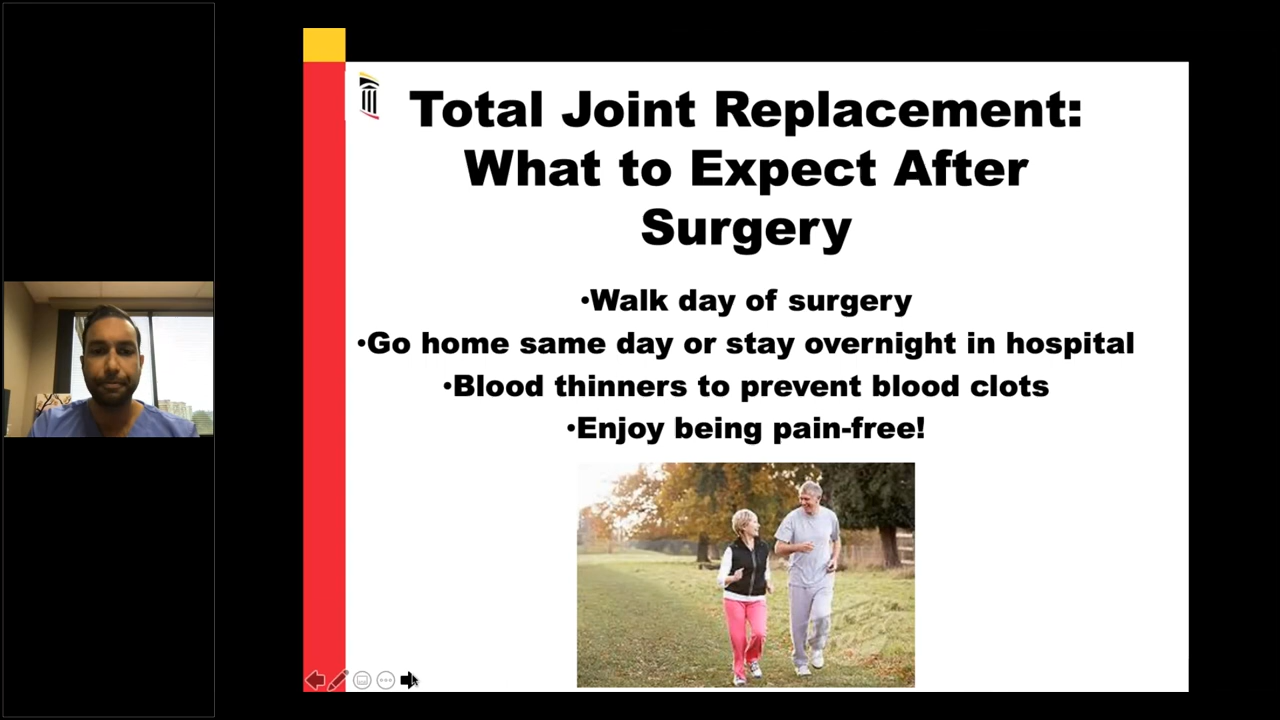 Total Joint Replacement:
What to Expect After
Surgery
•Walk day of surgery
•Go home same day or stay overnight in hospital
•Blood thinners to prevent blood clots
•Enjoy being pain-free!